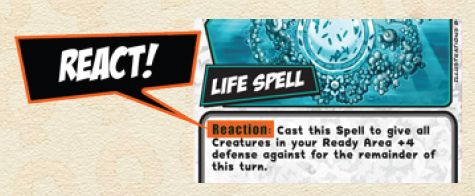 REACT!
LIFE SPELL
Reaction: Cast this Spell to give all
Creatures in your Ready Area +4
defense against for the remainder of
this turn.